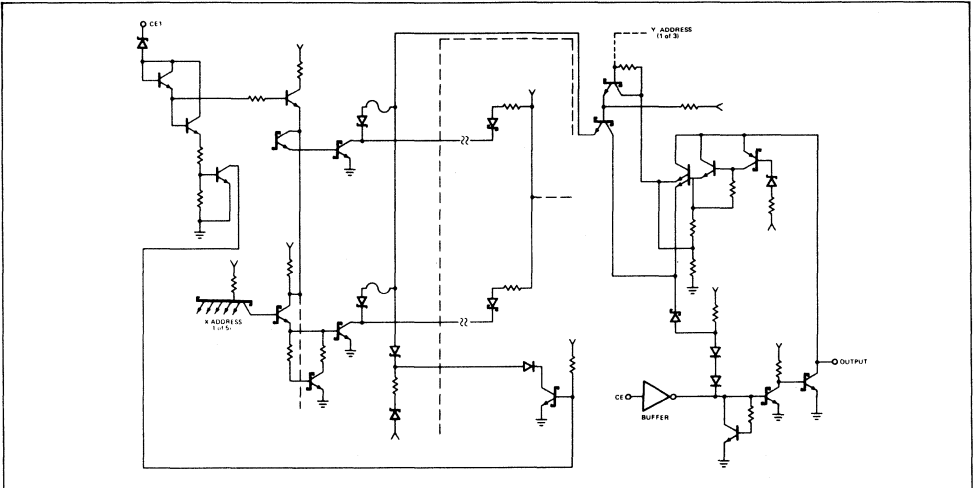 CE1
Y ADDRESS
(1 of 3)
X ADDRESS
1 of 5
OUTPUT
CE
BUFFER